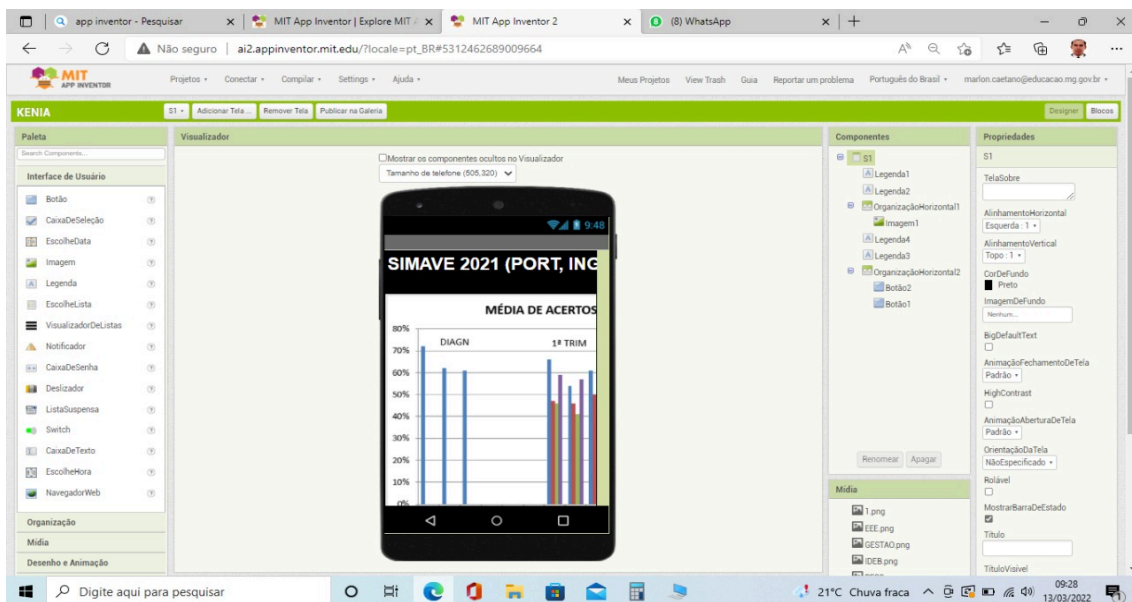 app inventor - Pesquisar
MIT App Inventor | Explore MIT A
MIT App Inventor 2
(8) WhatsApp
Não seguro
ai2.appinventor.mit.edu/?locale=pt_BR#5312462689009664
MIT
APP INVENTOR
Projetos
Conectar
Compilar
Settings
Ajuda
Meus Projetos
View Trash
Guia
Reportar um problema
Português do Brasil
marlon.caetano@educacao.mg.gov.br
KENIA
S1
Adicionar Tela ...
Remover Tela
Publicar na Galeria
Designer
Blocos
Paleta
Search Components...
Interface de Usuário
Botão
CaixaDeSeleção
EscolheData
Imagem
Legenda
EscolheLista
VisualizadorDeListas
Notificador
CaixaDeSenha
Deslizador
ListaSuspensa
Switch
CaixaDeTexto
EscolheHora
NavegadorWeb
Organização
Mídia
Desenho e Animação
Visualizador
Mostrar os componentes ocultos no Visualizador
Tamanho de telefone (505,320)
9:48
SIMAVE 2021 (PORT, ING
MÉDIA DE ACERTOS
DIAGN
1ª TRIM
80%
70%
60%
50%
40%
30%
20%
10%
0%
Componentes
S1
Legenda1
Legenda2
OrganizaçãoHorizontal1
Imagem1
Legenda4
Legenda3
OrganizaçãoHorizontal2
Botão2
Botão1
Renomear
Apagar
Mídia
1.png
EEE.png
GESTAO.png
IDEB.png
Propriedades
S1
TelaSobre
AlinhamentoHorizontal
Esquerda : 1
AlinhamentoVertical
Topo : 1
CorDeFundo
Preto
ImagemDeFundo
Nenhum...
BigDefaultText
AnimaçãoFechamentoDeTela
Padrão
HighContrast
AnimaçãoAberturaDeTela
Padrão
OrientaçãoDaTela
NãoEspecificado
Rolável
MostrarBarraDeEstado
Título
TítuloVisível
Digite aqui para pesquisar
21°C Chuva fraca
09:28
13/03/2022